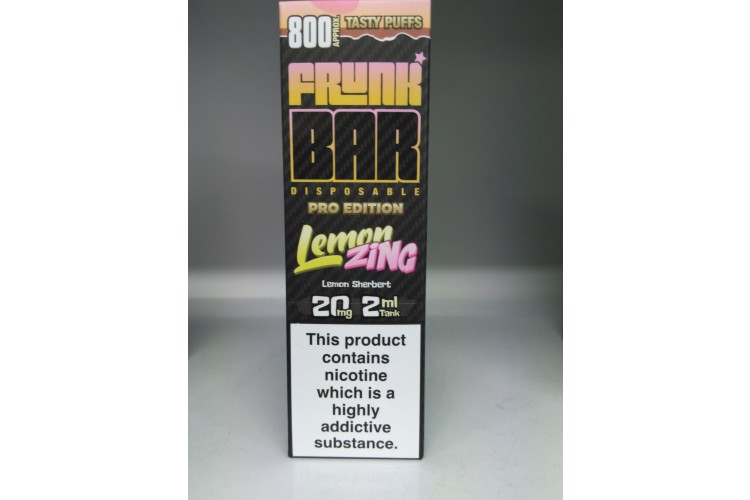 800 APPROX. TASTY PUFFS
FRUNK
BAR
DISPOSABLE
PRO EDITION
Lemon
ZING
Lemon Sherbert
20mg 2ml Tank
This product
contains
nicotine
which is a
highly
addictive
substance.